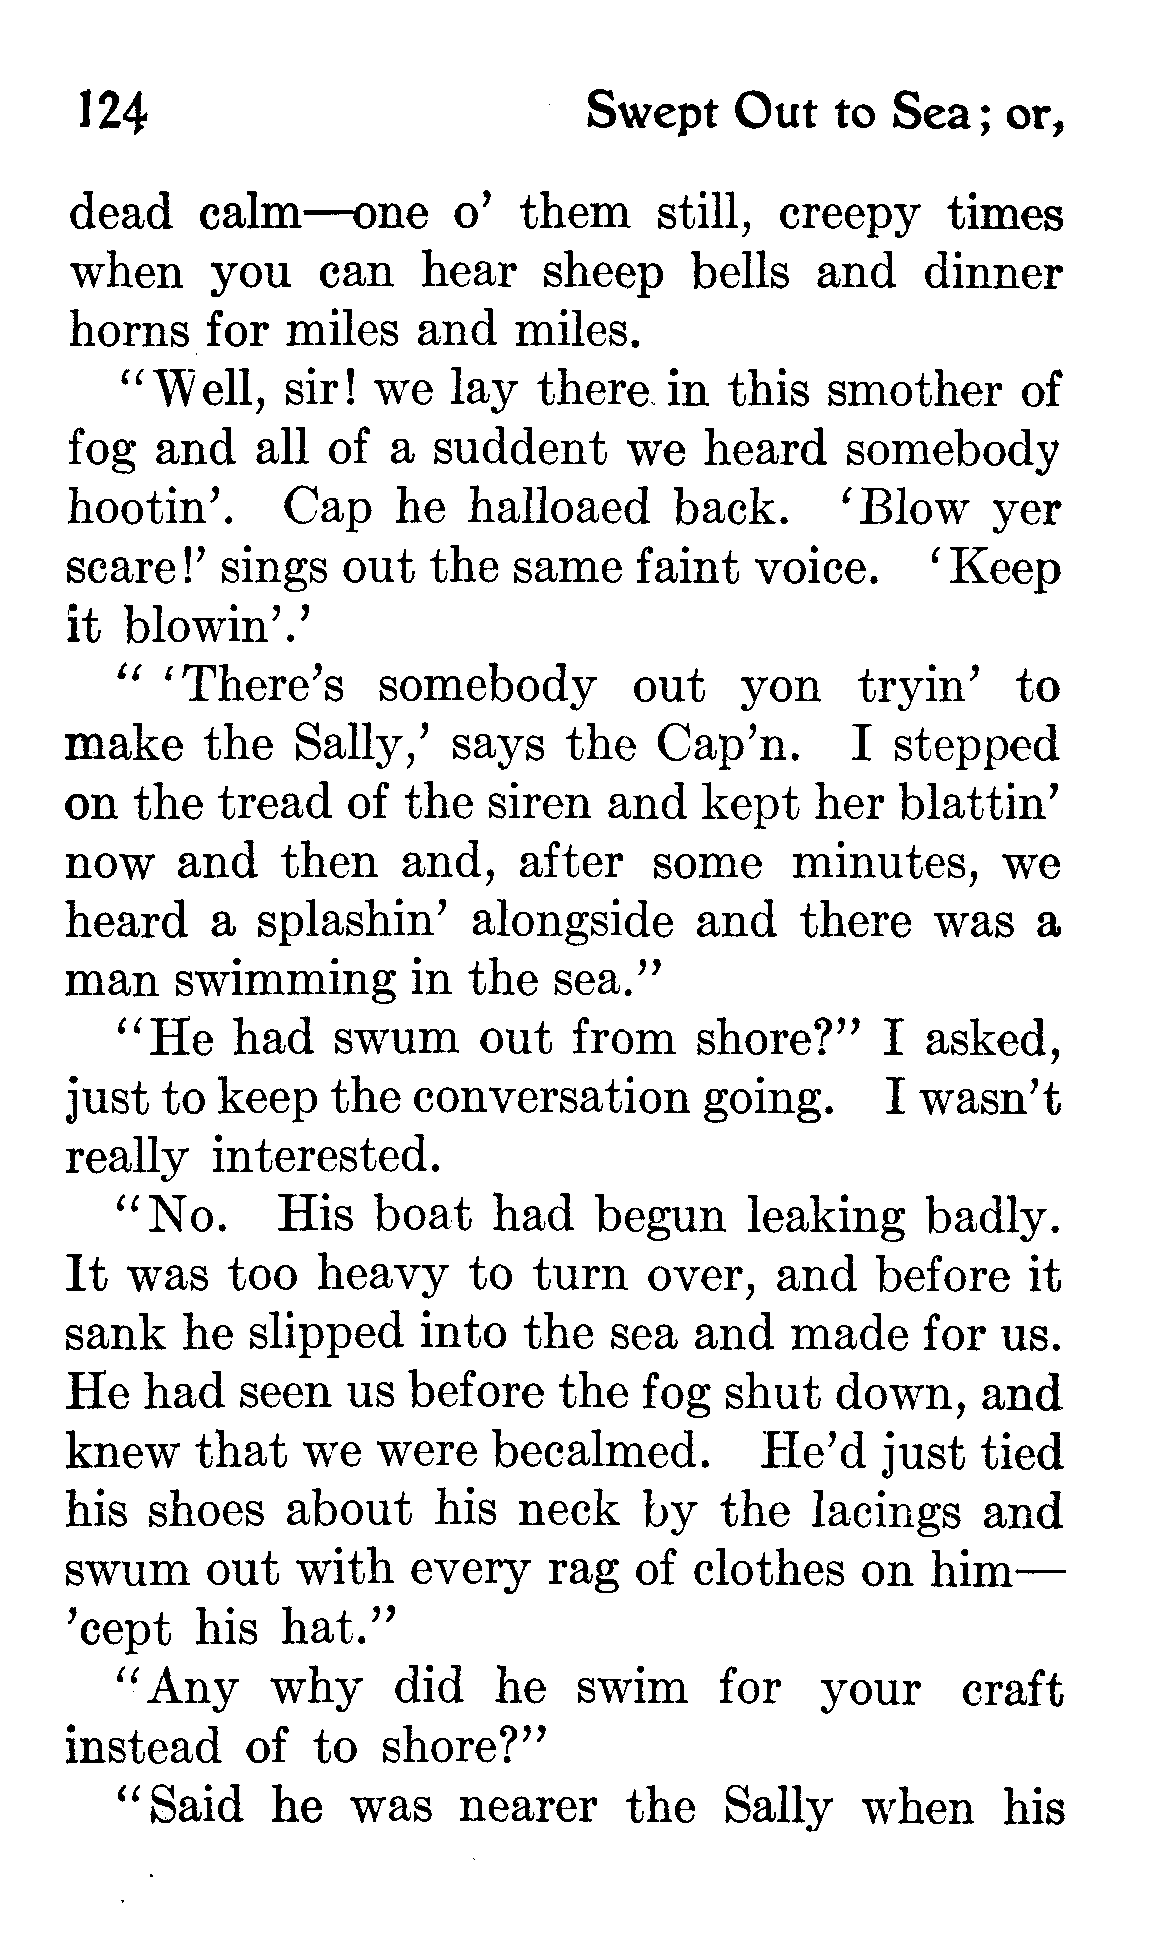 124 Swept Out to Sea; or,
dead calm—one o' them still, creepy times
when you can hear sheep bells and dinner
horns for miles and miles.
"Well, sir! we lay there in this smother of
fog and all of a suddent we heard somebody
hootin'. Cap he halloaed back. 'Blow yer
scare!' sings out the same faint voice. 'Keep
it blowin'.'
" 'There's somebody out yon tryin' to
make the Sally,' says the Cap'n. I stepped
on the tread of the siren and kept her blattin'
now and then and, after some minutes, we
heard a splashin' alongside and there was a
man swimming in the sea."
"He had swum out from shore?" I asked,
just to keep the conversation going. I wasn't
really interested.
"No. His boat had begun leaking badly.
It was too heavy to turn over, and before it
sank he slipped into the sea and made for us.
He had seen us before the fog shut down, and
knew that we were becalmed. He'd just tied
his shoes about his neck by the lacings and
swum out with every rag of clothes on him—
'cept his hat."
"Any why did he swim for your craft
instead of to shore?"
"Said he was nearer the Sally when his